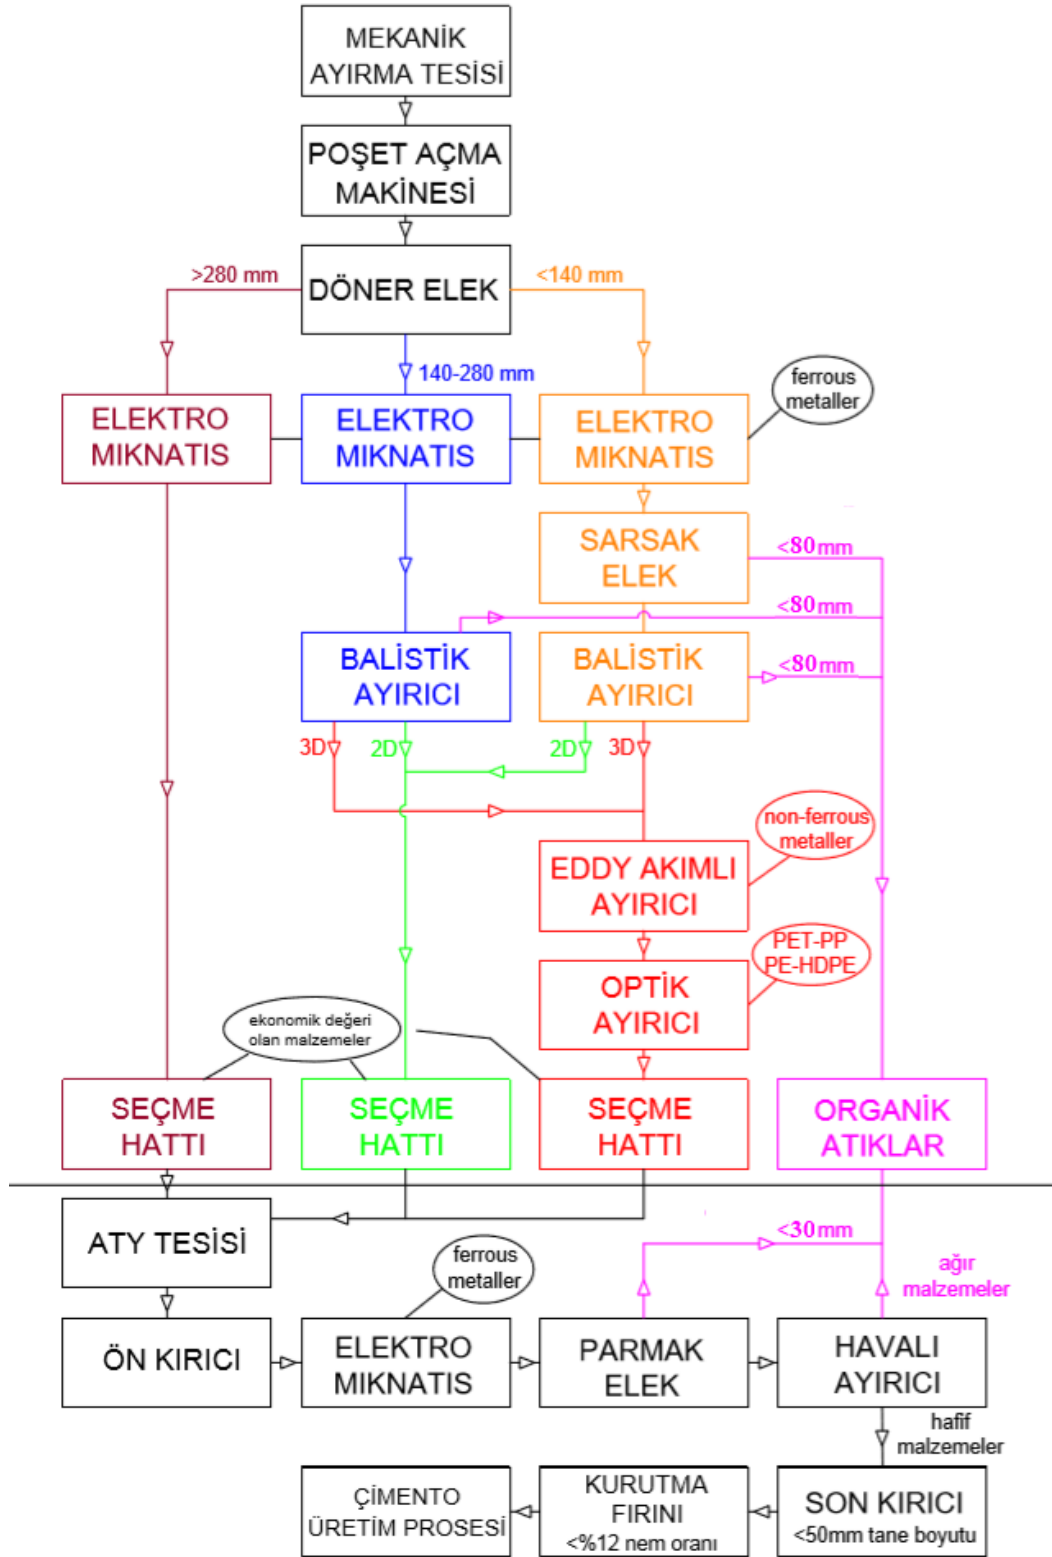 MEKANİK
AYIRMA TESİSİ
POŞET AÇMA
MAKİNESİ
>280 mm
DÖNER ELEK
<140 mm
140-280 mm
ferrous
metaller
ELEKTRO
MIKNATIS
ELEKTRO
MIKNATIS
ELEKTRO
MIKNATIS
SARSAK
ELEK
<80mm
<80mm
BALİSTİK
AYIRICI
BALİSTİK
AYIRICI
<80mm
3D
2D
2D
3D
non-ferrous
metaller
EDDY AKIMLI
AYIRICI
PET-PP
PE-HDPE
OPTİK
AYIRICI
ekonomik değeri
olan malzemeler
SEÇME
HATTI
SEÇME
HATTI
SEÇME
HATTI
ORGANİK
ATIKLAR
ATY TESİSİ
<30mm
ferrous
metaller
ağır
malzemeler
ÖN KIRICI
ELEKTRO
MIKNATIS
PARMAK
ELEK
HAVALI
AYIRICI
hafif
malzemeler
ÇİMENTO
ÜRETİM PROSESİ
KURUTMA
FIRINI
<%12 nem oranı
SON KIRICI
<50mm tane boyutu